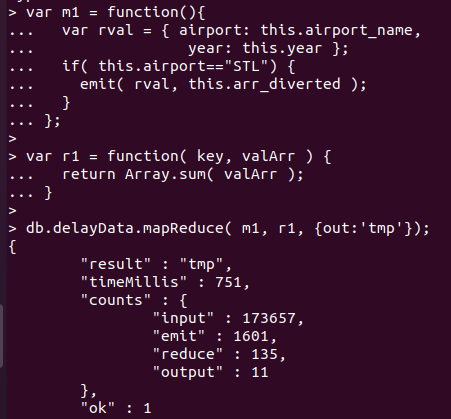 > var m1 = function(){
...   var rval = { airport: this.airport_name,
...                year: this.year };
...   if( this.airport=="STL") {
...     emit( rval, this.arr_diverted );
...   }
... };
>
> var r1 = function( key, valArr ) {
...   return Array.sum( valArr );
... }
>
> db.delayData.mapReduce( m1, r1, {out:'tmp'});
{
        "result" : "tmp",
        "timeMillis" : 751,
        "counts" : {
                "input" : 173657,
                "emit" : 1601,
                "reduce" : 135,
                "output" : 11
        },
        "ok" : 1